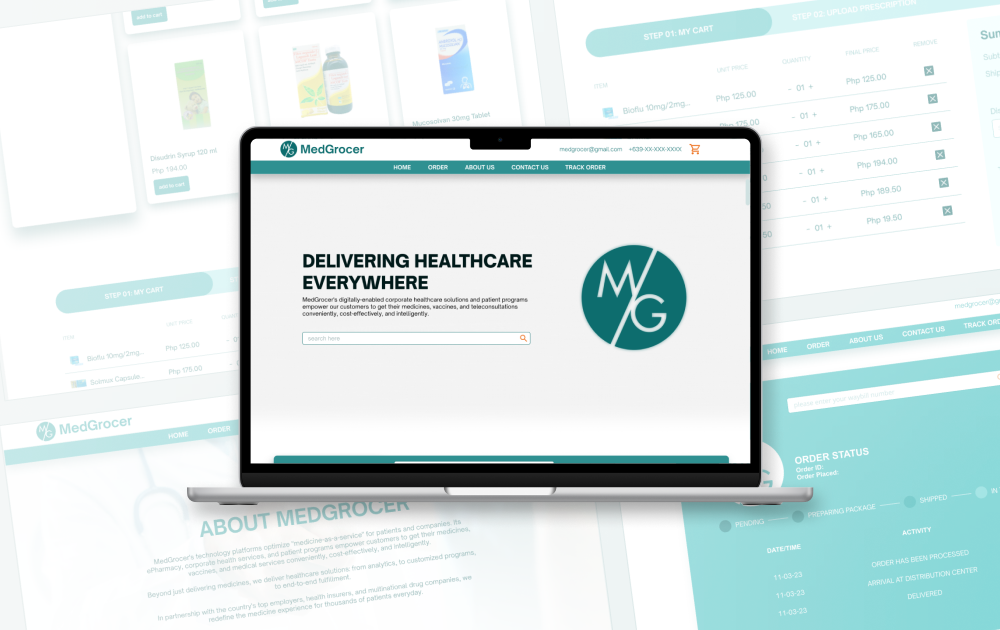 add to cart
Disudrin Syrup 120 ml
Php 194.00
add to cart
Mucosolvan 30mg Tablet
STEP 01: MY CART
STEP 02: UPLOAD PRESCRIPTION
ITEM
UNIT PRICE
QUANTITY
FINAL PRICE
REMOVE
Bioflu 10mg/2mg...
Php 125.00
- 01 +
Php 125.00
Php 175.00
- 01 +
Php 175.00
- 01 +
Php 165.00
- 01 +
Php 194.00
- 01 +
Php 189.50
.50
- 01 +
Php 19.50
MG MedGrocer
medgrocer@gmail.com +639-XX-XXX-XXXX
HOME ORDER ABOUT US CONTACT US TRACK ORDER
DELIVERING HEALTHCARE
EVERYWHERE
MedGrocer's digitally-enabled corporate healthcare solutions and patient programs
empower our customers to get their medicines, vaccines, and teleconsultations
conveniently, cost-effectively, and intelligently.
search here
MG
STEP 01: MY CART
ITEM
UNIT PRICE
Bioflu 10mg/2mg...
Php 125.00
Solmux Capsule...
Php 175.00
MG MedGrocer
HOME ORDER
ABOUT MEDGROCER
MedGrocer's technology platforms optimize "medicine-as-a-service" for patients and companies. Its
ePharmacy, corporate health services, and patient programs empower customers to get their medicines,
vaccines, and medical services conveniently, cost-effectively, and intelligently.
Beyond just delivering medicines, we deliver healthcare solutions from analytics, to customized programs,
to end-to-end fulfillment.
In partnership with the country's top employers, health insurers, and multinational drug companies, we
redefine the medicine experience for thousands of patients everyday.
HOME ORDER ABOUT US CONTACT US TRACK ORD
please enter your waybill number
ORDER STATUS
Order ID:
Order Placed:
PENDING
PREPARING PACKAGE
SHIPPED
IN
DATE/TIME
ACTIVITY
11-03-23
ORDER HAS BEEN PROCESSED
11-03-23
ARRIVAL AT DISTRIBUTION CENTER
11-03-23
DELIVERED